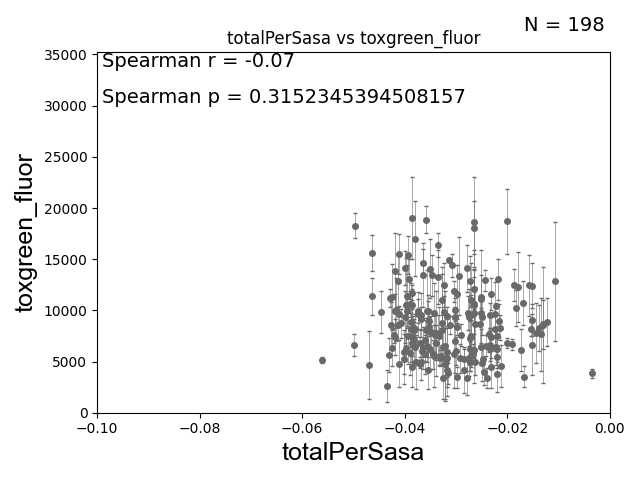 N = 198
totalPerSasa vs toxgreen_fluor
Spearman r = -0.07
Spearman p = 0.3152345394508157
toxgreen_fluor
35000
30000
25000
20000
15000
10000
5000
0
−0.10 −0.08 −0.06 −0.04 −0.02 0.00
totalPerSasa